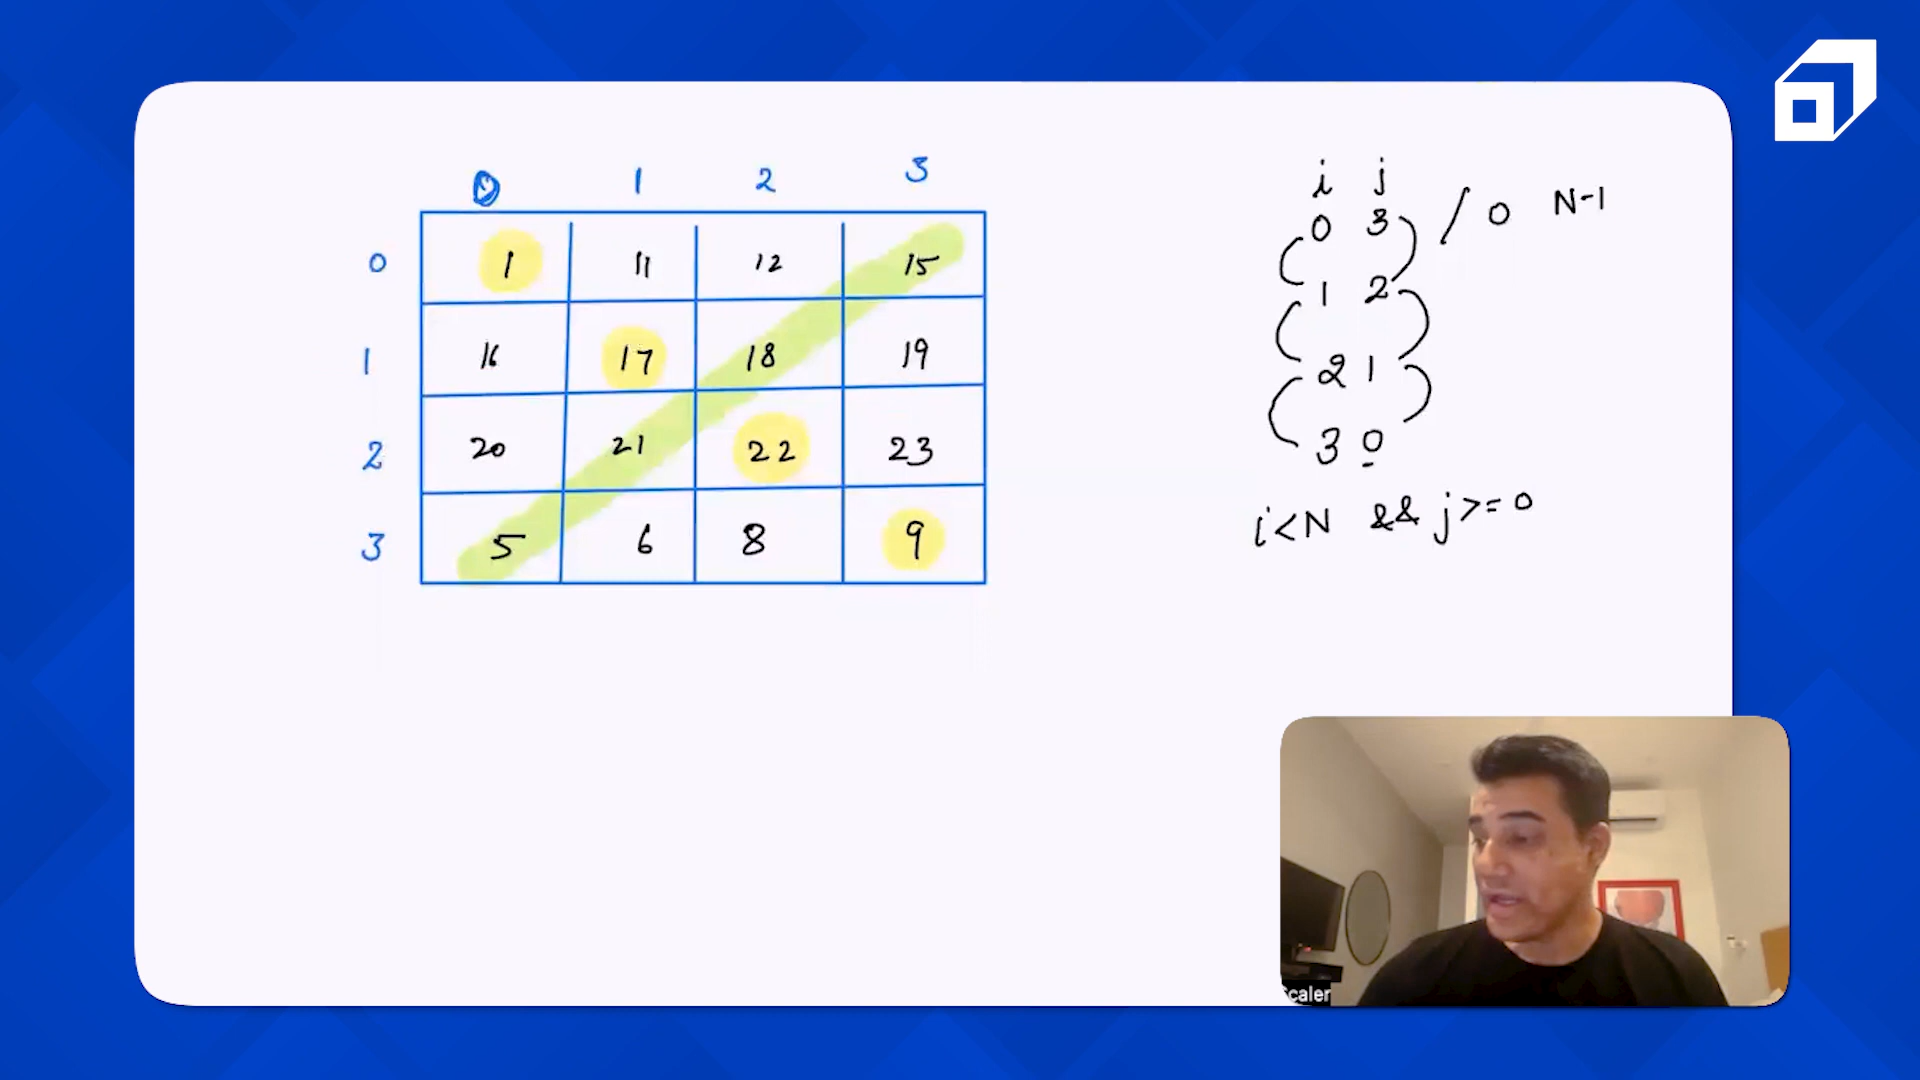 0 1 2 3
0 1 11 12 15
1 16 17 18 19
2 20 21 22 23
3 5 6 8 9
i j
0 3 / 0 N-1
1 2
2 1
3 0
i<N && j>=0
caler